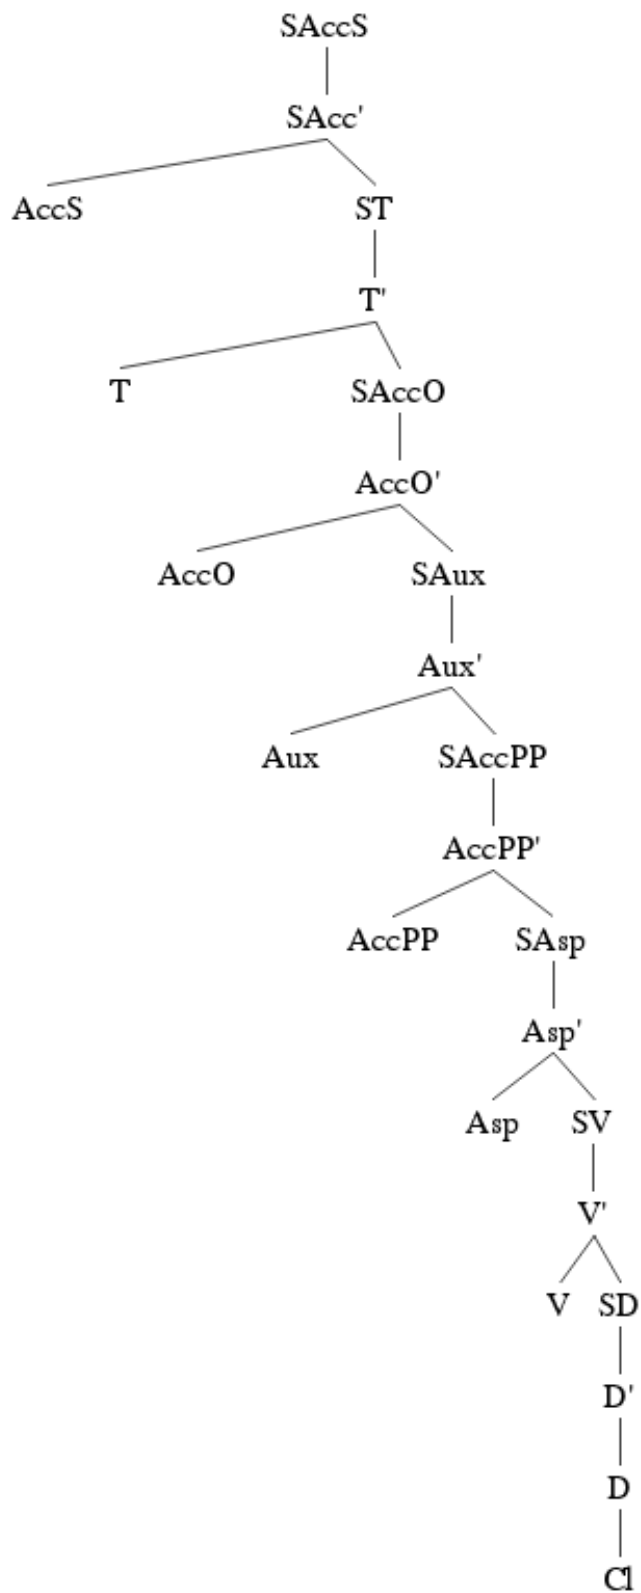 SAccS
SAcc'
AccS ST
T'
T SAccO
AccO'
AccO SAux
Aux'
Aux SAccPP
AccPP'
AccPP SAsp
Asp'
Asp SV
V'
V SD
D'
D
Cl